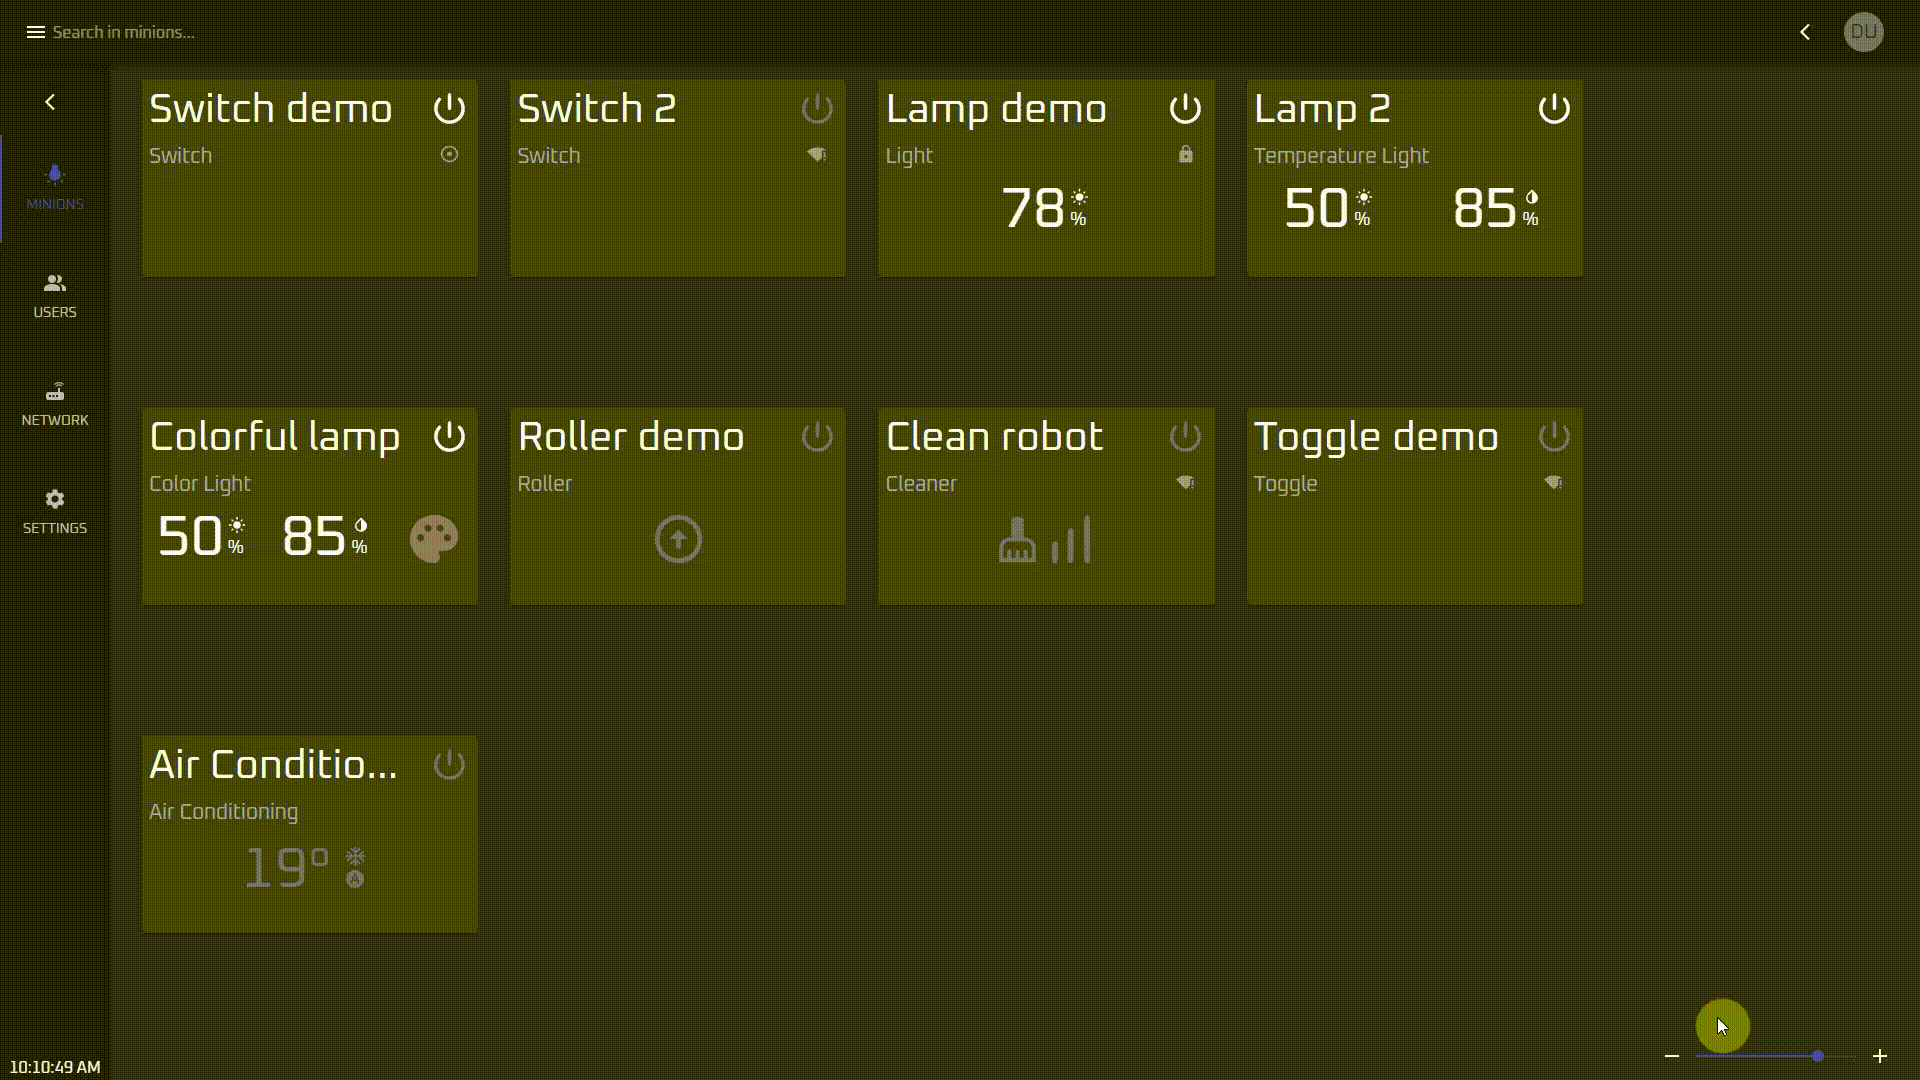 Search in minions...
DU
Switch demo
Switch
Switch 2
Switch
Lamp demo
Light
78 %
Lamp 2
Temperature Light
50 % 85 %
MINIONS
USERS
NETWORK
SETTINGS
Colorful lamp
Color Light
50 % 85 %
Roller demo
Roller
Clean robot
Cleaner
Toggle demo
Toggle
Air Conditio...
Air Conditioning
19°
A
10:10:49 AM